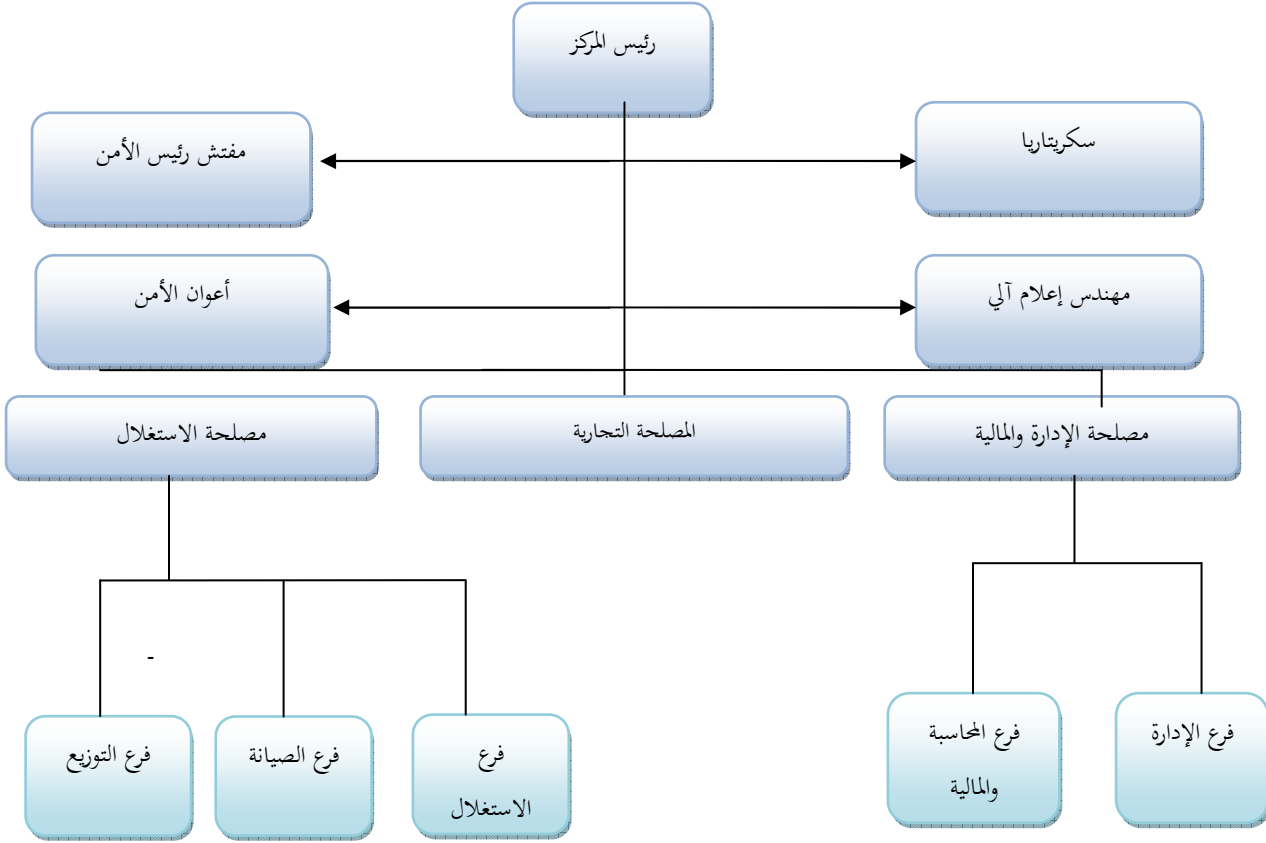 رئيس المركز
سكريتاريا
مفتش رئيس الأمن
مهندس إعلام آلي
أعوان الأمن
مصلحة الإدارة والمالية
المصلحة التجارية
مصلحة الاستغلال
-
فرع الإدارة
فرع المحاسبة
والمالية
فرع
الاستغلال
فرع الصيانة
فرع التوزيع